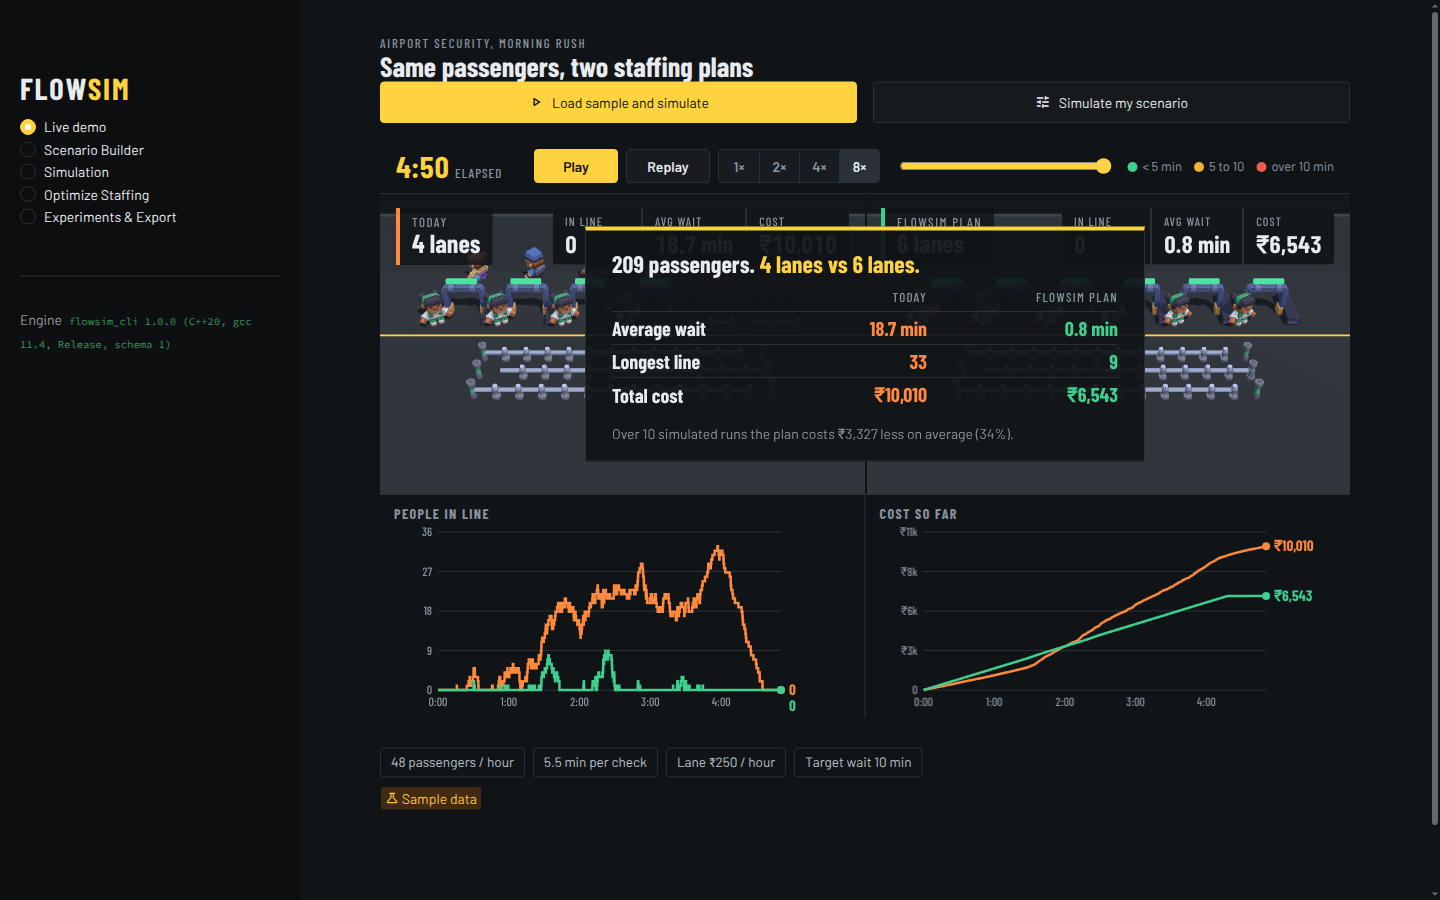 FLOWSIM
Live demo
Scenario Builder
Simulation
Optimize Staffing
Experiments & Export
Engine flowsim_cli 1.0.0 (C++20, gcc
11.4, Release, schema 1)
AIRPORT SECURITY, MORNING RUSH
Same passengers, two staffing plans
Load sample and simulate
Simulate my scenario
4:50 ELAPSED
Play
Replay
1×
2×
4×
8×
< 5 min
5 to 10
over 10 min
TODAY
4 lanes
IN LINE
0
AVG WAIT
18.7 min
COST
₹10,010
FLOWSIM PLAN
6 lanes
IN LINE
0
AVG WAIT
0.8 min
COST
₹6,543
209 passengers. 4 lanes vs 6 lanes.
TODAY FLOWSIM PLAN
Average wait 18.7 min 0.8 min
Longest line 33 9
Total cost ₹10,010 ₹6,543
Over 10 simulated runs the plan costs ₹3,327 less on average (34%).
PEOPLE IN LINE
36
27
18
9
0
0:00 1:00 2:00 3:00 4:00
0
0
COST SO FAR
₹11k
₹8k
₹6k
₹3k
0
0:00 1:00 2:00 3:00 4:00
₹10,010
₹6,543
48 passengers / hour
5.5 min per check
Lane ₹250 / hour
Target wait 10 min
Sample data